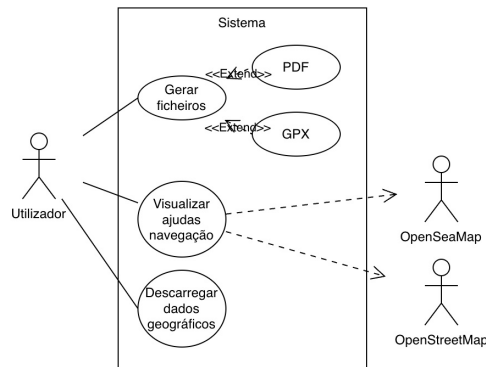 Sistema
<<Extend>>
PDF
Gerar
ficheiros
<<Extend>>
GPX
Utilizador
Visualizar
ajudas
navegação
OpenSeaMap
Descarregar
dados
geográficos
OpenStreetMap